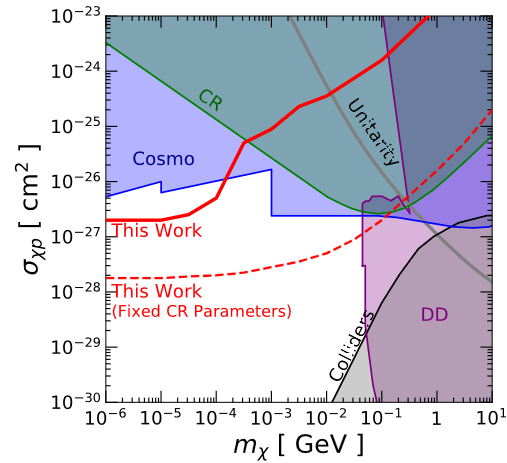 10^−23
10^−24
10^−25
10^−26
10^−27
10^−28
10^−29
10^−30
σχp [ cm² ]
CR
Unitarity
Cosmo
This Work
This Work
(Fixed CR Parameters)
Colliders
DD
10^−6 10^−5 10^−4 10^−3 10^−2 10^−1 1 10^1
mχ [ GeV ]